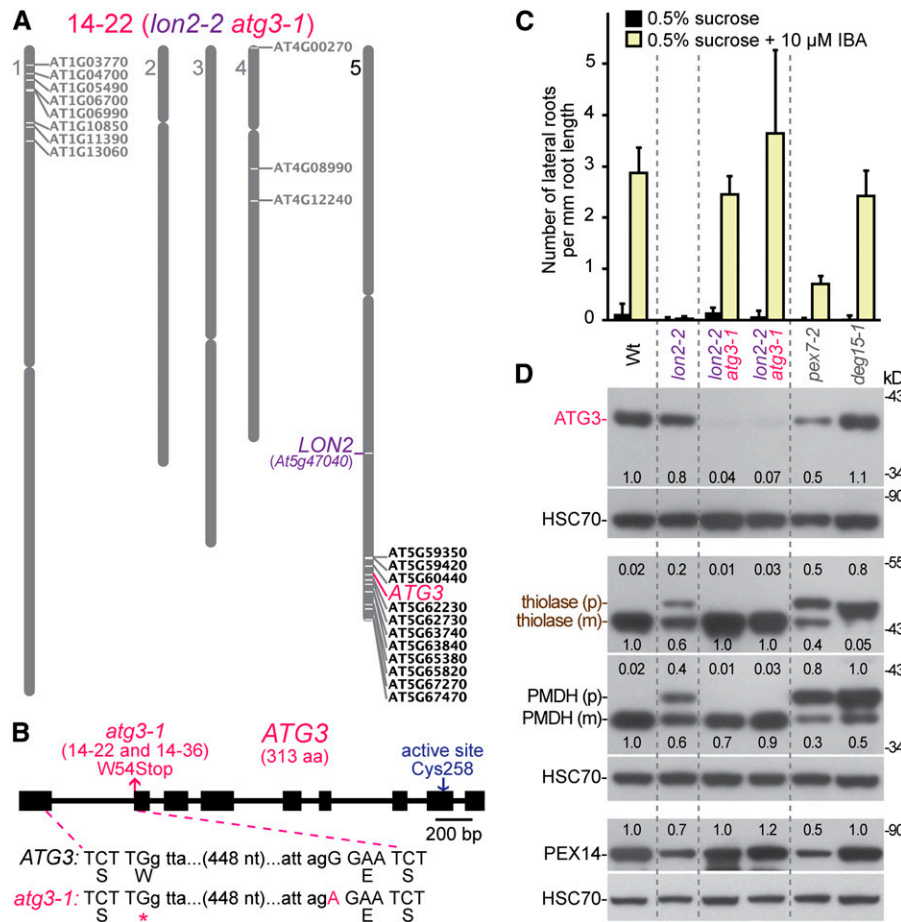 A
14-22 (lon2-2 atg3-1)
1
2
3
4
5
AT1G03770
AT1G04700
AT1G05490
AT1G06700
AT1G06990
AT1G10850
AT1G11390
AT1G13060
AT4G00270
AT4G08990
AT4G12240
LON2
(At5g47040)
AT5G59350
AT5G59420
AT5G60440
ATG3
AT5G62230
AT5G62730
AT5G63740
AT5G63840
AT5G65380
AT5G65820
AT5G67270
AT5G67470
B
atg3-1
(14-22 and 14-36)
W54Stop
ATG3
(313 aa)
active site
Cys258
200 bp
ATG3: TCT TGg tta...(448 nt)...att agG GAA TCT
S W E S
atg3-1: TCT TGg tta...(448 nt)...att agA GAA TCT
S * E S
C
0.5% sucrose
0.5% sucrose + 10 µM IBA
Number of lateral roots
per mm root length
5
4
3
2
1
0
Wt
lon2-2
lon2-2
atg3-1
lon2-2
atg3-1
pex7-2
deg15-1
D
kD
ATG3-
-43
-34
1.0 0.8 0.04 0.07 0.5 1.1
HSC70-
-90
-55
0.02 0.2 0.01 0.03 0.5 0.8
thiolase (p)-
thiolase (m)-
-43
1.0 0.6 1.0 1.0 0.4 0.05
0.02 0.4 0.01 0.03 0.8 1.0
-43
PMDH (p)
PMDH (m)
1.0 0.6 0.7 0.9 0.3 0.5
-34
HSC70-
1.0 0.7 1.0 1.2 0.5 1.0
-90
PEX14
HSC70-